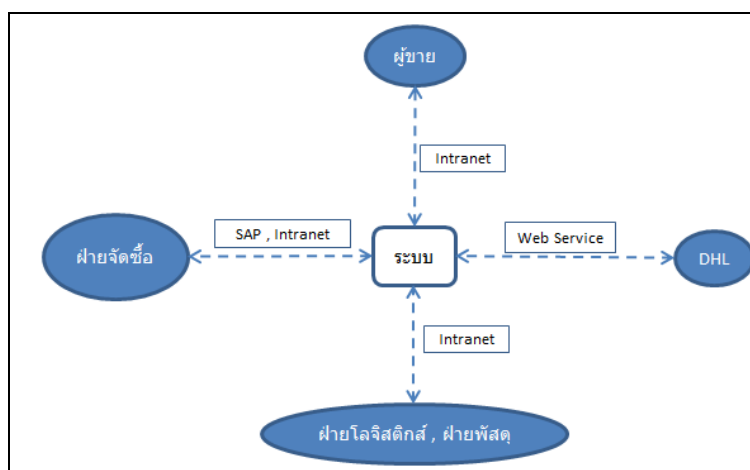 ผู้ขาย
Intranet
SAP , Intranet
Web Service
ฝ่ายจัดซื้อ
ระบบ
DHL
Intranet
ฝ่ายโลจิสติกส์ , ฝ่ายพัสดุ